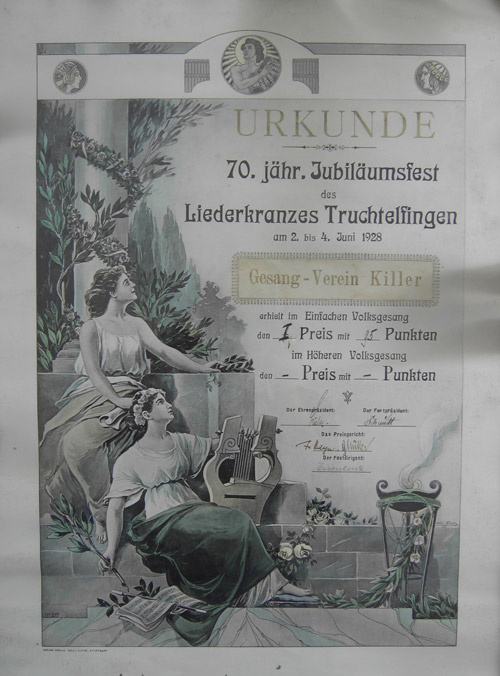 URKUNDE
70. jähr. Jubiläumsfest
des
Liederkranzes Truchtelfingen
am 2. bis 4. Juni 1928
Gesang-Verein Killer
erhielt im Einfachen Volksgesang
den I Preis mit 95 Punkten
im Höheren Volksgesang
den - Preis mit - Punkten
Der Ehrenpräsident: Der Festpräsident:
Das Preisgericht:
Der Festdirigent: